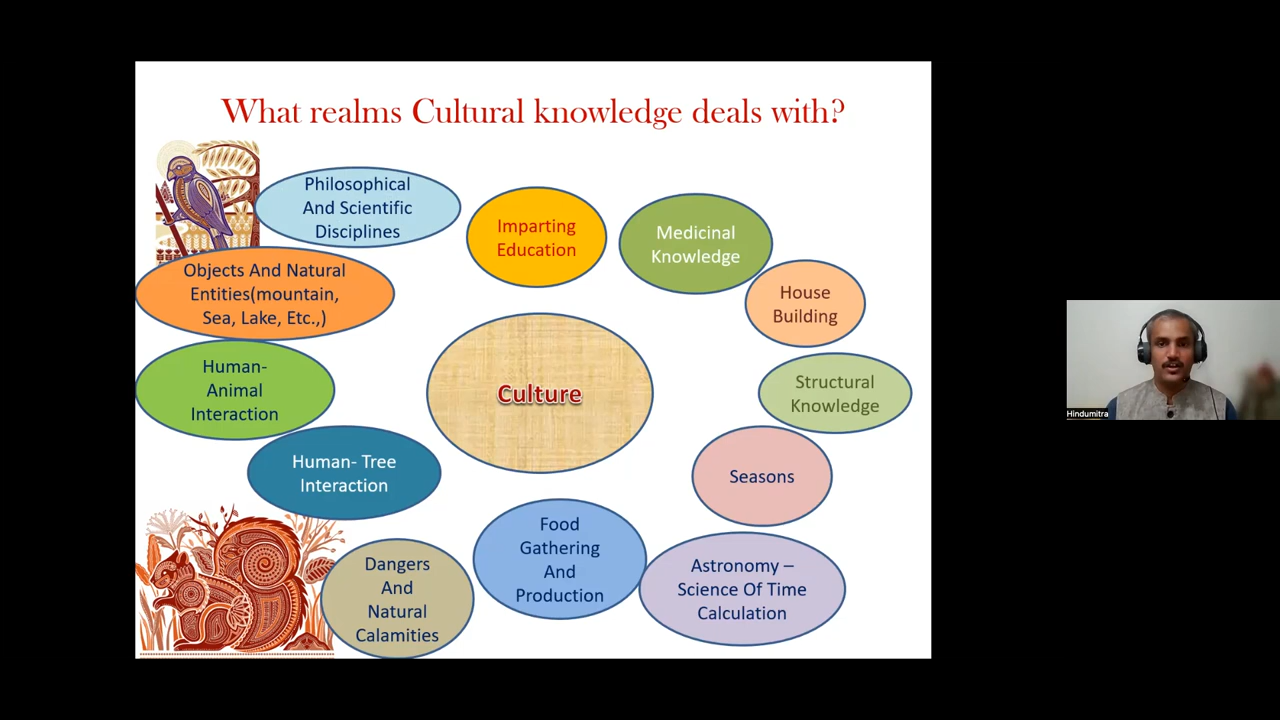 What realms Cultural knowledge deals with?
Philosophical
And Scientific
Disciplines
Imparting
Education
Medicinal
Knowledge
House
Building
Objects And Natural
Entities(mountain,
Sea, Lake, Etc.,)
Human-
Animal
Interaction
Culture
Structural
Knowledge
Human- Tree
Interaction
Seasons
Dangers
And
Natural
Calamities
Food
Gathering
And
Production
Astronomy –
Science Of Time
Calculation
Hindumitra